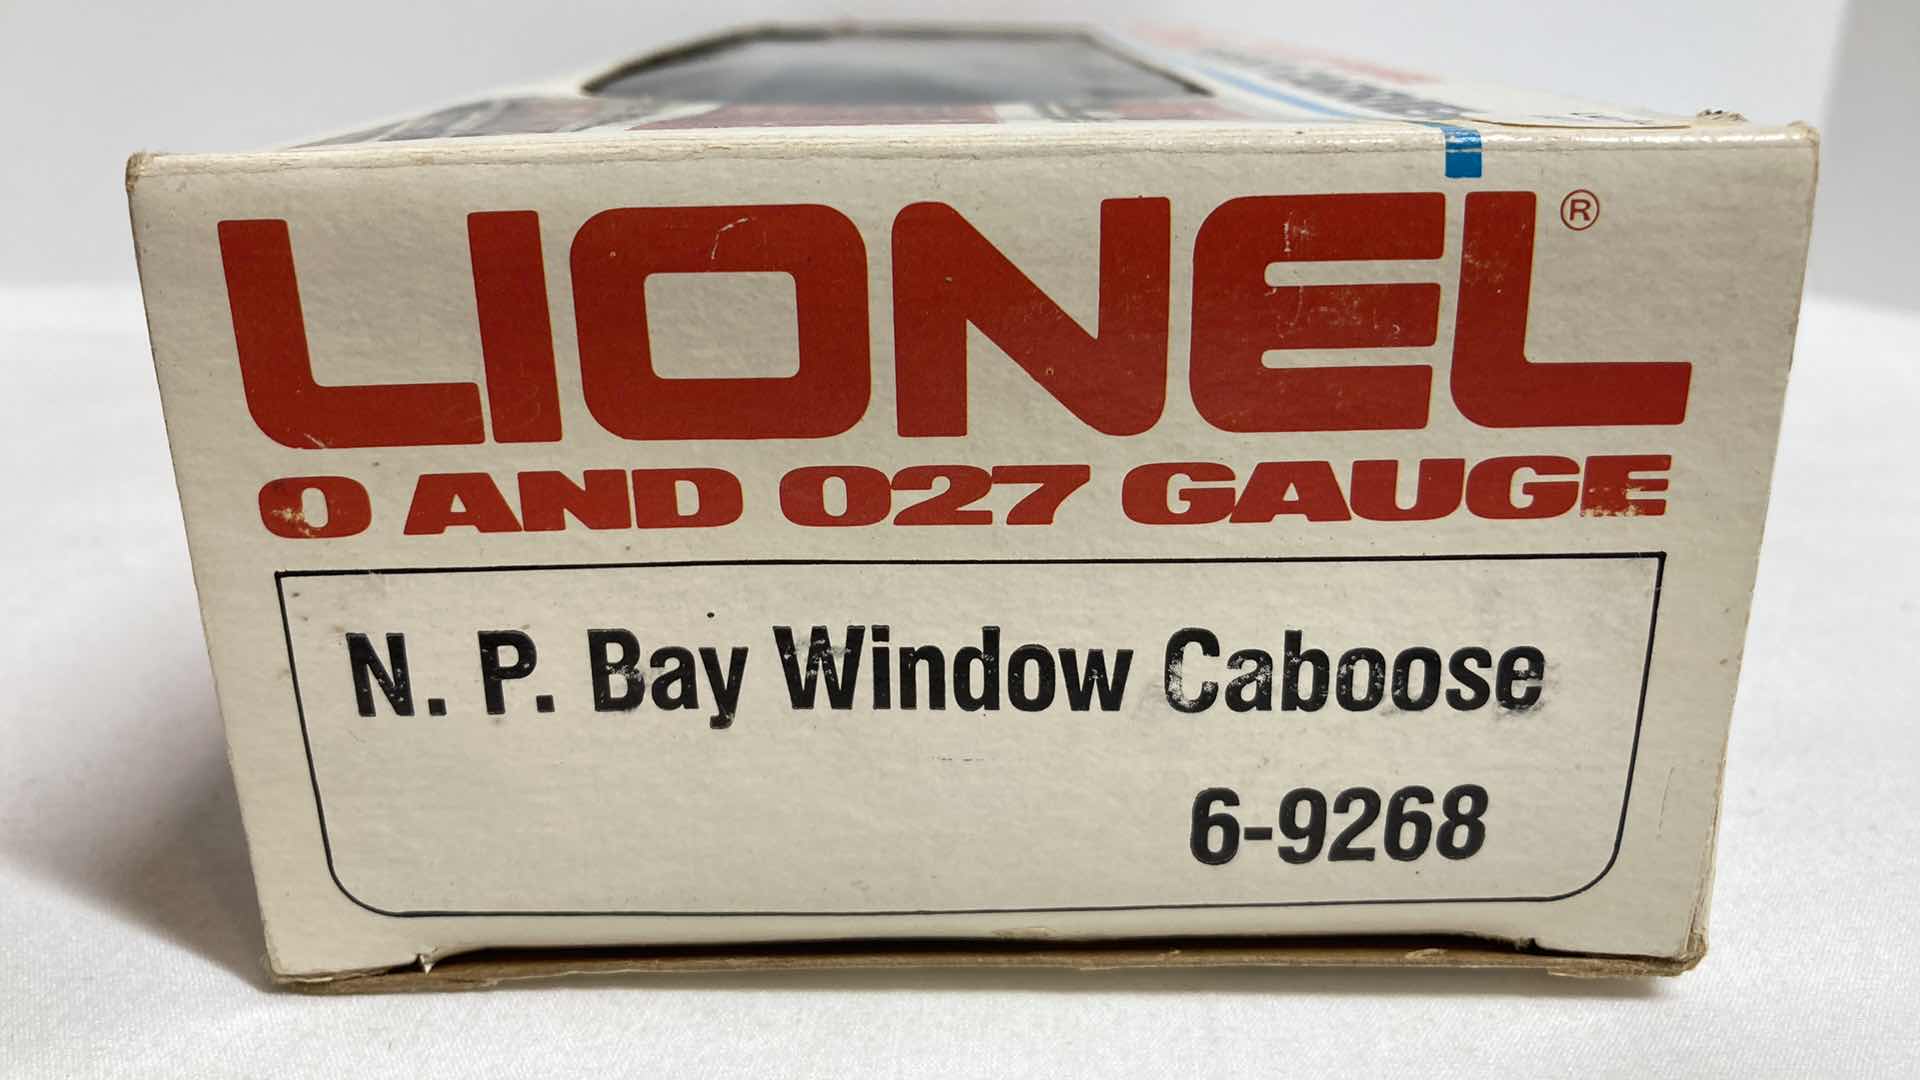 LIONEL®
O AND O27 GAUGE
N. P. Bay Window Caboose
6-9268